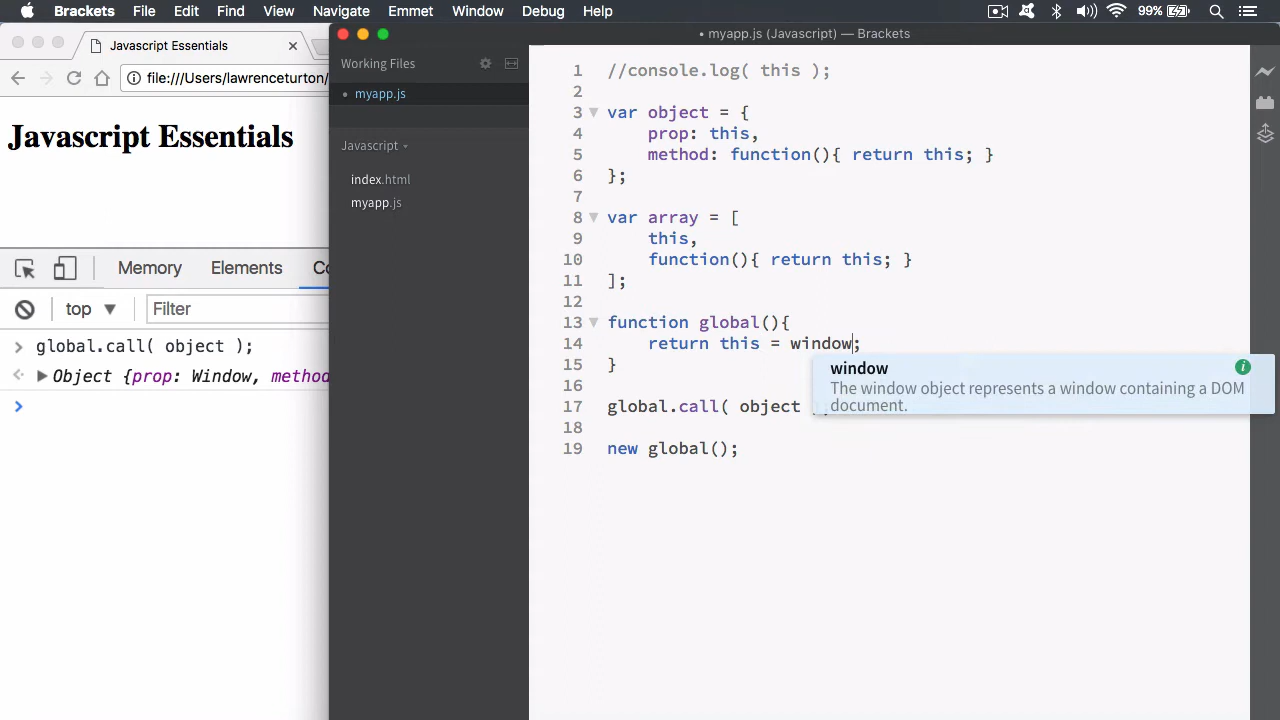 Brackets File Edit Find View Navigate Emmet Window Debug Help 99%
Javascript Essentials
file:///Users/lawrenceturton/
Javascript Essentials
Memory Elements Co
top Filter
global.call( object );
Object {prop: Window, method
• myapp.js (Javascript) — Brackets
Working Files
myapp.js
Javascript
index.html
myapp.js
1 //console.log( this );
2
3 var object = {
4 prop: this,
5 method: function(){ return this; }
6 };
7
8 var array = [
9 this,
10 function(){ return this; }
11 ];
12
13 function global(){
14 return this = window;
15 }
16
17 global.call( object );
18
19 new global();
window
The window object represents a window containing a DOM
document.